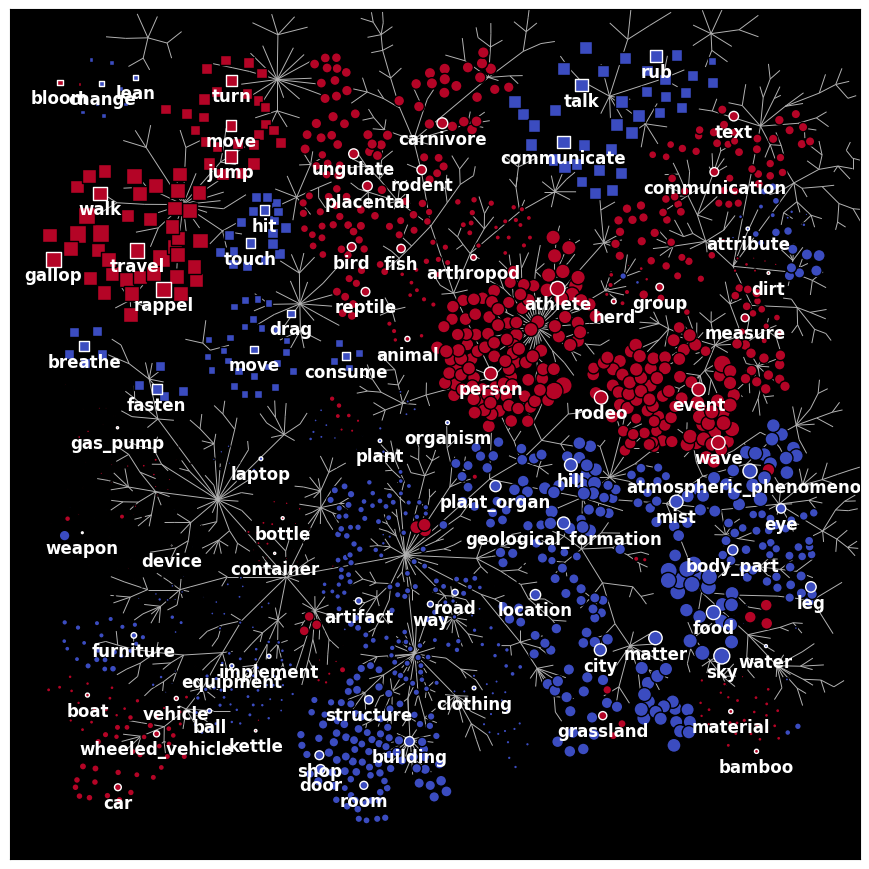 rub
bloom
change
lean
turn
talk
text
move
carnivore
communicate
jump
ungulate
rodent
communication
placental
walk
hit
attribute
touch
bird
fish
travel
arthropod
gallop
dirt
rappel
reptile
athlete
herd
group
drag
measure
breathe
move
consume
animal
person
fasten
rodeo
event
gas_pump
organism
plant
wave
laptop
plant_organ
hill
atmospheric_phenomeno
mist
eye
bottle
weapon
geological_formation
device
container
body_part
artifact
way
road
location
leg
food
furniture
city
matter
water
implement
equipment
sky
boat
vehicle
ball
structure
clothing
grassland
material
wheeled_vehicle
kettle
building
bamboo
shop
door
car
room